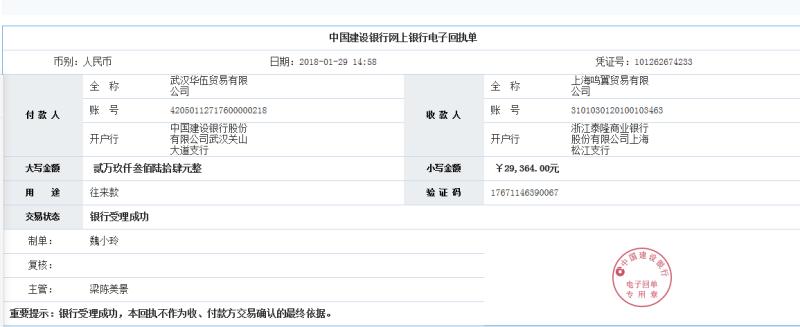 中国建设银行网上银行电子回执单
币别：人民币 日期：2018-01-29 14:58 凭证号：101262674233
付款人
全 称 武汉华伍贸易有限
公司
账 号 42050112717600000218
开户行 中国建设银行股份
有限公司武汉关山
大道支行
收款人
全 称 上海鸣翼贸易有限
公司
账 号 3101030120100103463
开户行 浙江泰隆商业银行
股份有限公司上海
松江支行
大写金额 贰万玖仟叁佰陆拾肆元整 小写金额 ￥29,364.00元
用 途 往来款 验证码 17671146390067
交易状态 银行受理成功
制单： 魏小玲
复核：
主管： 梁陈美景
中国建设银行
电子回单
专用章
重要提示：银行受理成功，本回执不作为收、付款方交易确认的最终依据。